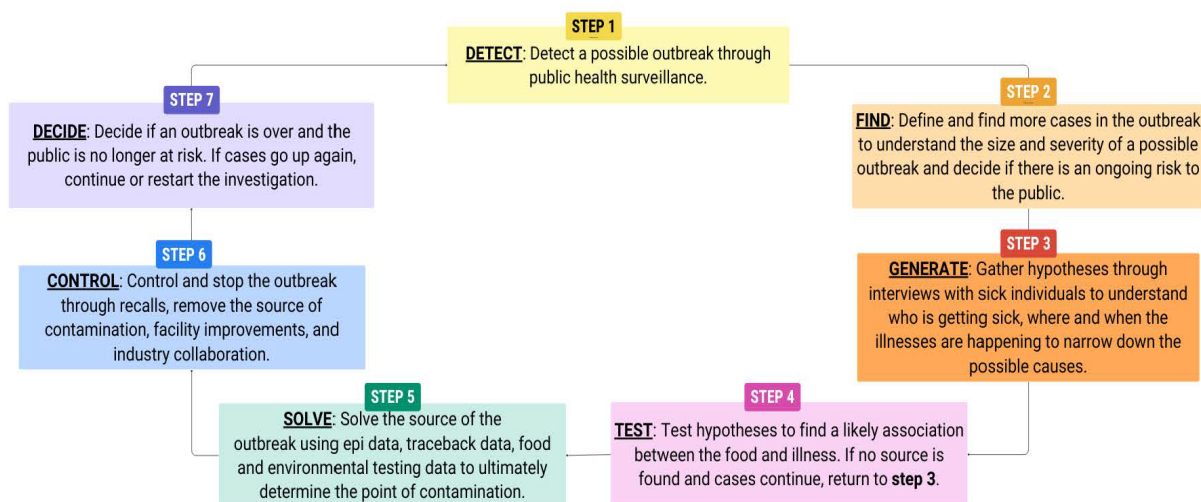 STEP 1
DETECT: Detect a possible outbreak through
public health surveillance.
STEP 2
FIND: Define and find more cases in the outbreak
to understand the size and severity of a possible
outbreak and decide if there is an ongoing risk to
the public.
STEP 3
GENERATE: Gather hypotheses through
interviews with sick individuals to understand
who is getting sick, where and when the
illnesses are happening to narrow down the
possible causes.
STEP 4
TEST: Test hypotheses to find a likely association
between the food and illness. If no source is
found and cases continue, return to step 3.
STEP 5
SOLVE: Solve the source of the
outbreak using epi data, traceback data, food
and environmental testing data to ultimately
determine the point of contamination.
STEP 6
CONTROL: Control and stop the outbreak
through recalls, remove the source of
contamination, facility improvements, and
industry collaboration.
STEP 7
DECIDE: Decide if an outbreak is over and the
public is no longer at risk. If cases go up again,
continue or restart the investigation.